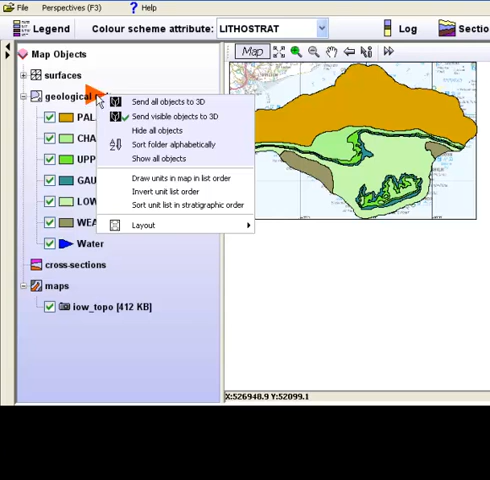 File Perspectives (F3) ? Help
Legend Colour scheme attribute: LITHOSTRAT Log
Map Objects Map
surfaces
geological
Send all objects to 3D
PAL Send visible objects to 3D
Hide all objects
CHA Sort folder alphabetically
UPP Show all objects
GAU Draw units in map in list order
Invert unit list order
LOW Sort unit list in stratigraphic order
WEA Layout
Water
cross-sections
maps
iow_topo [412 KB]
X:526948.9 Y:52099.1